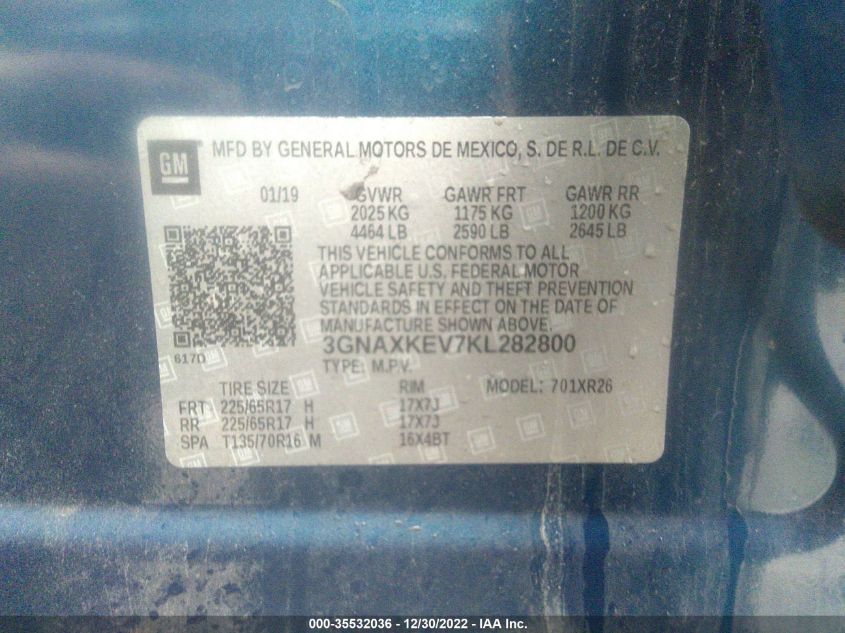 GM
MFD BY GENERAL MOTORS DE MEXICO, S. DE R.L. DE C.V.
01/19 GVWR GAWR FRT GAWR RR
2025 KG 1175 KG 1200 KG
4464 LB 2590 LB 2645 LB
THIS VEHICLE CONFORMS TO ALL
APPLICABLE U.S. FEDERAL MOTOR
VEHICLE SAFETY AND THEFT PREVENTION
STANDARDS IN EFFECT ON THE DATE OF
MANUFACTURE SHOWN ABOVE.
617D 3GNAXKEV7KL282800
TYPE: M.P.V.
TIRE SIZE RIM MODEL: 701XR26
FRT 225/65R17 H 17X7J
RR 225/65R17 H 17X7J
SPA T135/70R16 M 16X4BT
000-35532036 - 12/30/2022 - IAA Inc.